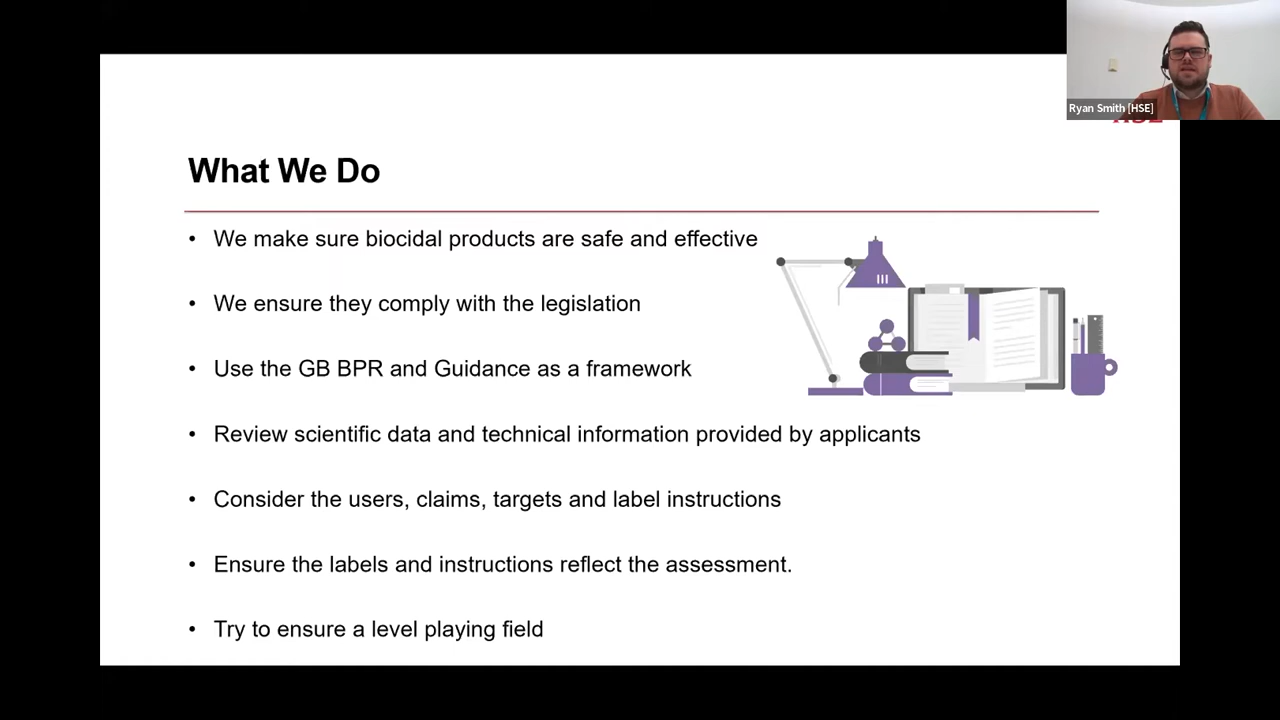 Ryan Smith [HSE]
What We Do
• We make sure biocidal products are safe and effective
• We ensure they comply with the legislation
• Use the GB BPR and Guidance as a framework
• Review scientific data and technical information provided by applicants
• Consider the users, claims, targets and label instructions
• Ensure the labels and instructions reflect the assessment.
• Try to ensure a level playing field